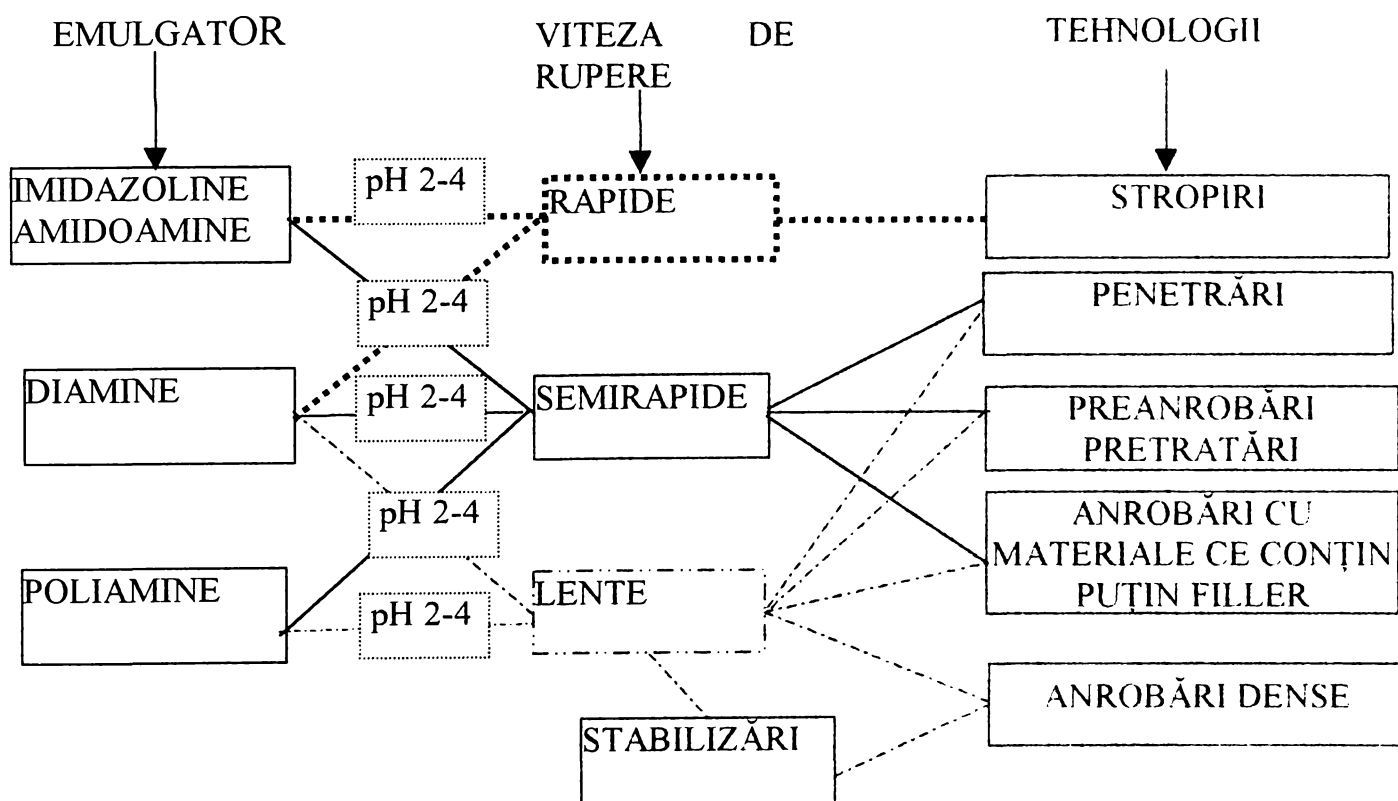 EMULGATOR
VITEZA DE
RUPERE
TEHNOLOGII
IMIDAZOLINE
AMIDOAMINE
pH 2-4
RAPIDE
STROPIRI
pH 2-4
PENETRĂRI
DIAMINE
pH 2-4
SEMIRAPIDE
PREANROBĂRI
PRETRATĂRI
pH 2-4
ANROBĂRI CU
MATERIALE CE CONȚIN
PUȚIN FILLER
POLIAMINE
pH 2-4
LENTE
ANROBĂRI DENSE
STABILIZĂRI